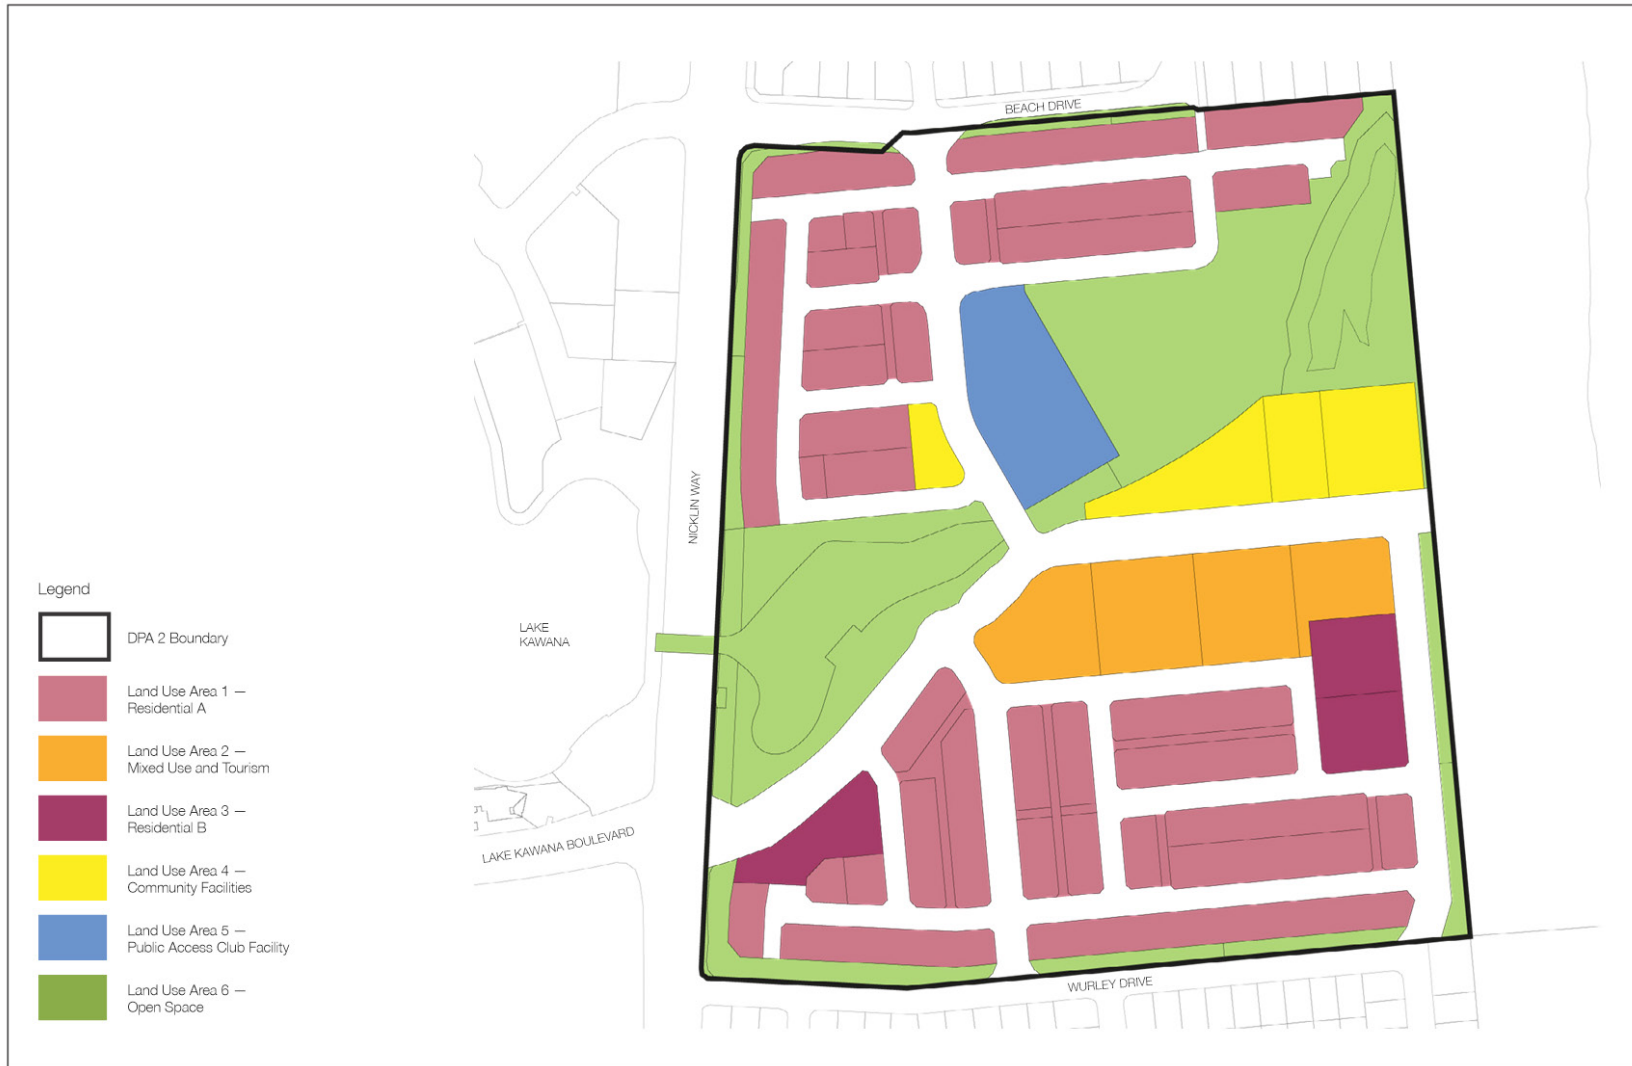 BEACH DRIVE
NICKLIN WAY
LAKE
KAWANA
LAKE KAWANA BOULEVARD
WURLEY DRIVE
Legend
DPA 2 Boundary
Land Use Area 1 —
Residential A
Land Use Area 2 —
Mixed Use and Tourism
Land Use Area 3 —
Residential B
Land Use Area 4 —
Community Facilities
Land Use Area 5 —
Public Access Club Facility
Land Use Area 6 —
Open Space